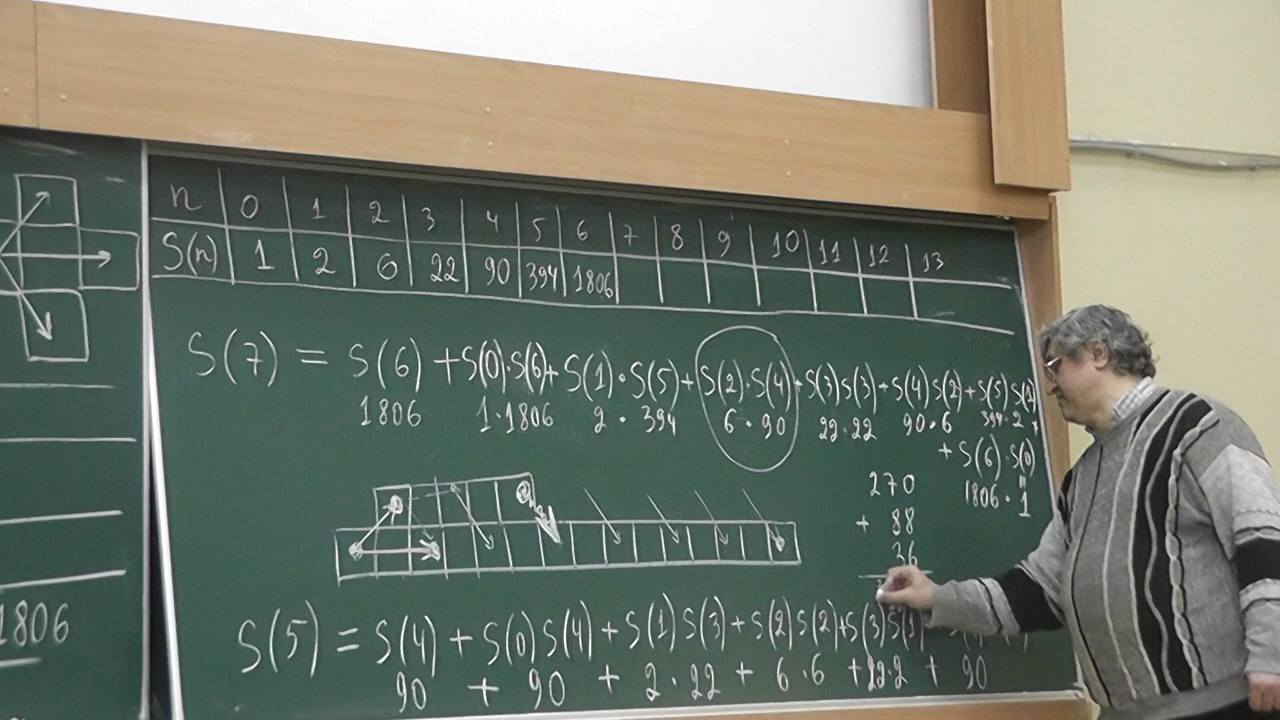 n 0 1 2 3 4 5 6 7 8 9 10 11 12 13
S(n) 1 2 6 22 90 394 1806
S(7) = S(6) + S(0)·S(6) + S(1)·S(5) + S(2)·S(4) + S(3)S(3) + S(4)S(2) + S(5)S(2)
1806 1·1806 2·394 6·90 22·22 90·6 394·2 +
+ S(6)·S(0)
1806·1
270
+ 88
36
S(5) = S(4) + S(0)S(4) + S(1)S(3) + S(2)S(2) + S(3)S(1)
90 + 90 + 2·22 + 6·6 + 22·2 + 90
1806